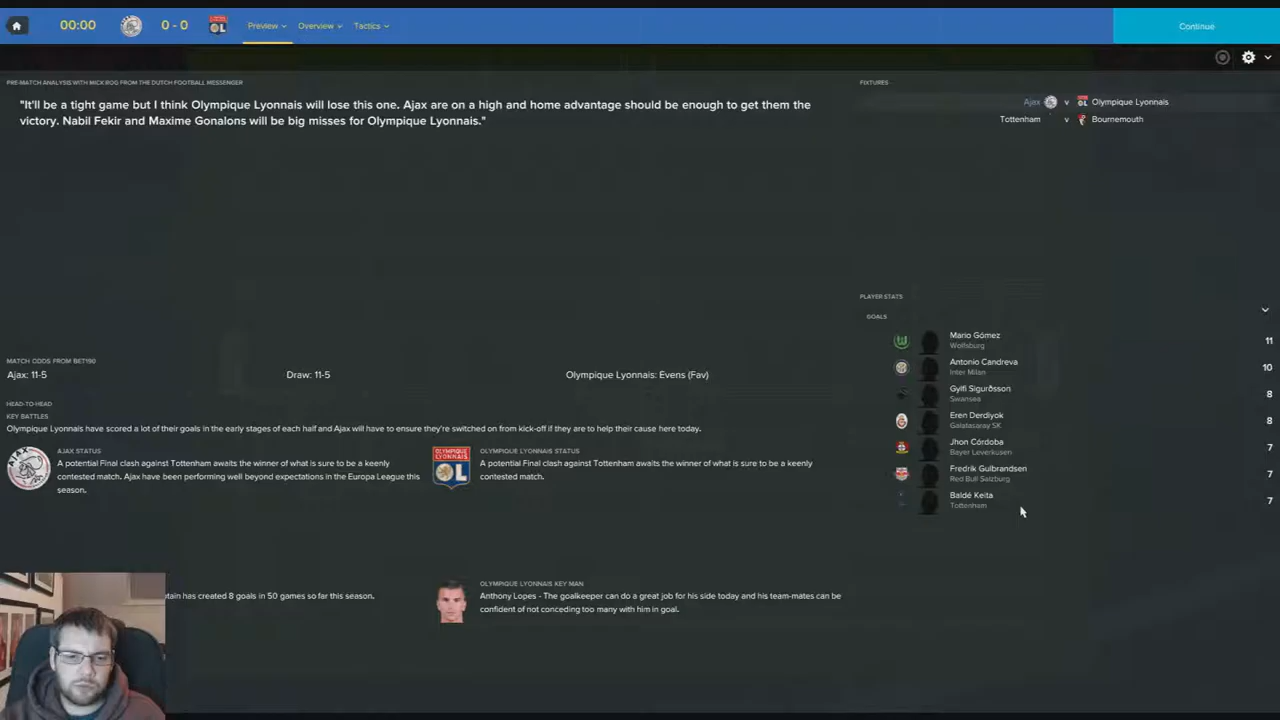 00:00
0 - 0
Preview
Overview
Tactics
Continue
PRE-MATCH ANALYSIS WITH MICK ROG FROM THE DUTCH FOOTBALL MESSENGER
"It'll be a tight game but I think Olympique Lyonnais will lose this one. Ajax are on a high and home advantage should be enough to get them the
victory. Nabil Fekir and Maxime Gonalons will be big misses for Olympique Lyonnais."
FIXTURES
Ajax v Olympique Lyonnais
Tottenham v Bournemouth
PLAYER STATS
GOALS
Mario Gómez 11
Wolfsburg
Antonio Candreva 10
Inter Milan
Gylfi Sigurðsson 8
Swansea
Eren Derdiyok 8
Galatasaray SK
Jhon Córdoba 7
Bayer Leverkusen
Fredrik Gulbrandsen 7
Red Bull Salzburg
Baldé Keita 7
Tottenham
MATCH ODDS FROM BET190
Ajax: 11-5
Draw: 11-5
Olympique Lyonnais: Evens (Fav)
HEAD-TO-HEAD
KEY BATTLES
Olympique Lyonnais have scored a lot of their goals in the early stages of each half and Ajax will have to ensure they're switched on from kick-off if they are to help their cause here today.
AJAX STATUS
A potential Final clash against Tottenham awaits the winner of what is sure to be a keenly
contested match. Ajax have been performing well beyond expectations in the Europa League this
season.
OLYMPIQUE LYONNAIS STATUS
A potential Final clash against Tottenham awaits the winner of what is sure to be a keenly
contested match.
has created 8 goals in 50 games so far this season.
OLYMPIQUE LYONNAIS KEY MAN
Anthony Lopes - The goalkeeper can do a great job for his side today and his team-mates can be
confident of not conceding too many with him in goal.